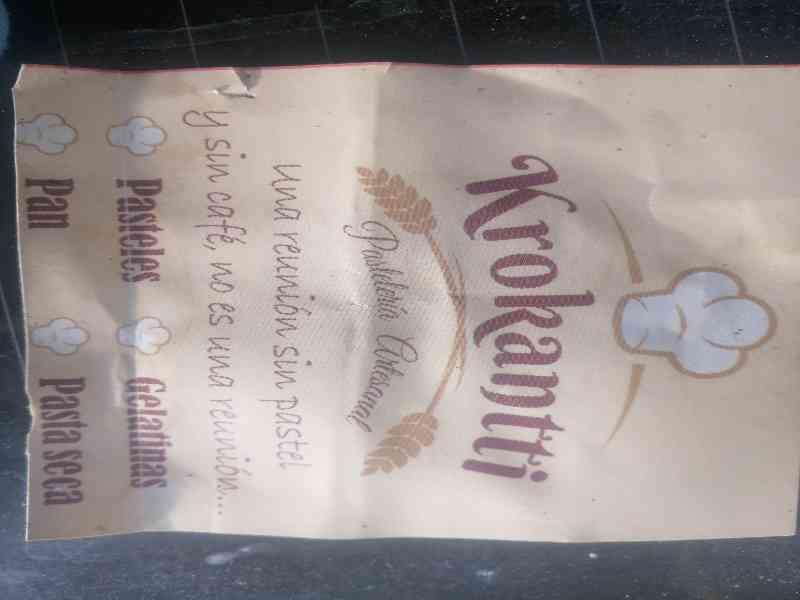 Krokantti
Pastelería Artesanal
una reunión sin pastel
y sin café, no es una reunión...
Pasteles Gelatinas
Pan Pasta seca